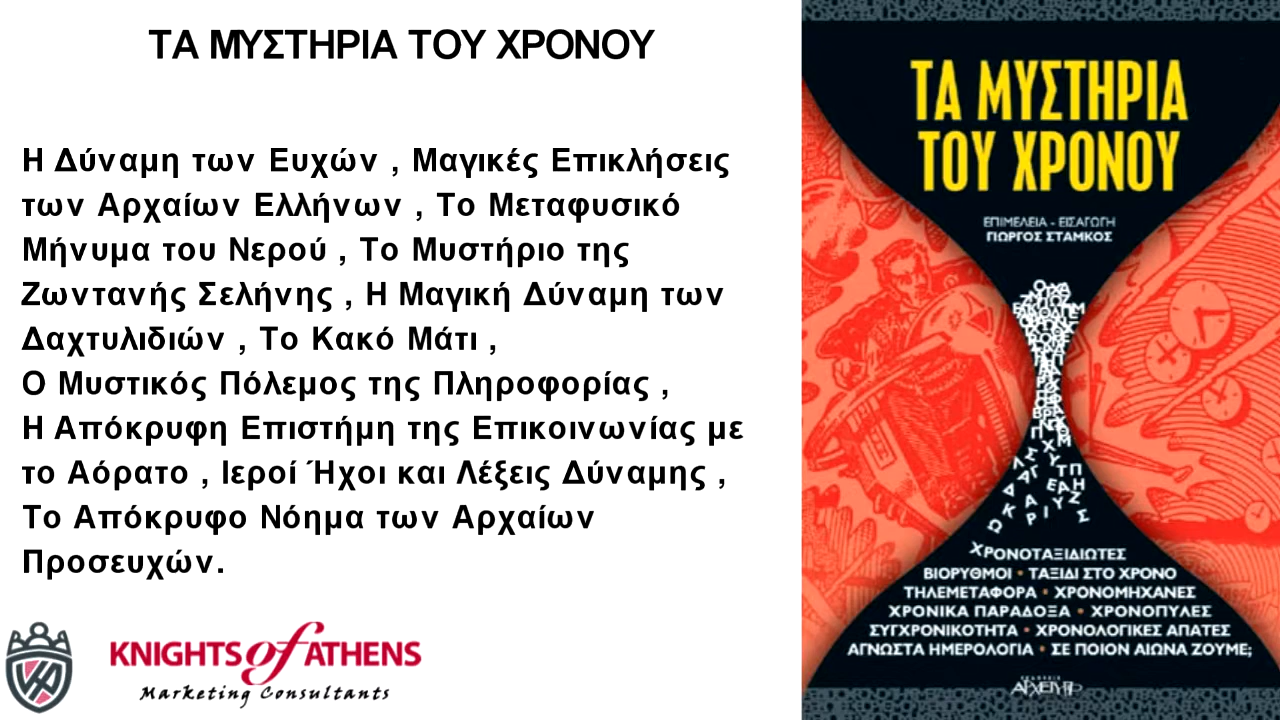 ΤΑ ΜΥΣΤΗΡΙΑ ΤΟΥ ΧΡΟΝΟΥ
Η Δύναμη των Ευχών , Μαγικές Επικλήσεις
των Αρχαίων Ελλήνων , Το Μεταφυσικό
Μήνυμα του Νερού , Το Μυστήριο της
Ζωντανής Σελήνης , Η Μαγική Δύναμη των
Δαχτυλιδιών , Το Κακό Μάτι ,
Ο Μυστικός Πόλεμος της Πληροφορίας ,
Η Απόκρυφη Επιστήμη της Επικοινωνίας με
το Αόρατο , Ιεροί Ήχοι και Λέξεις Δύναμης ,
Το Απόκρυφο Νόημα των Αρχαίων
Προσευχών.
KNIGHTS of ATHENS
Marketing Consultants
ΤΑ ΜΥΣΤΗΡΙΑ
ΤΟΥ ΧΡΟΝΟΥ
ΕΠΙΜΕΛΕΙΑ - ΕΙΣΑΓΩΓΗ
ΓΙΩΡΓΟΣ ΣΤΑΜΚΟΣ
ΧΡΟΝΟΤΑΞΙΔΙΩΤΕΣ
ΒΙΟΡΥΘΜΟΙ • ΤΑΞΙΔΙ ΣΤΟ ΧΡΟΝΟ
ΤΗΛΕΜΕΤΑΦΟΡΑ • ΧΡΟΝΟΜΗΧΑΝΕΣ
ΧΡΟΝΙΚΑ ΠΑΡΑΔΟΞΑ • ΧΡΟΝΟΠΥΛΕΣ
ΣΥΓΧΡΟΝΙΚΟΤΗΤΑ • ΧΡΟΝΟΛΟΓΙΚΕΣ ΑΠΑΤΕΣ
ΑΓΝΩΣΤΑ ΗΜΕΡΟΛΟΓΙΑ • ΣΕ ΠΟΙΟΝ ΑΙΩΝΑ ΖΟΥΜΕ;